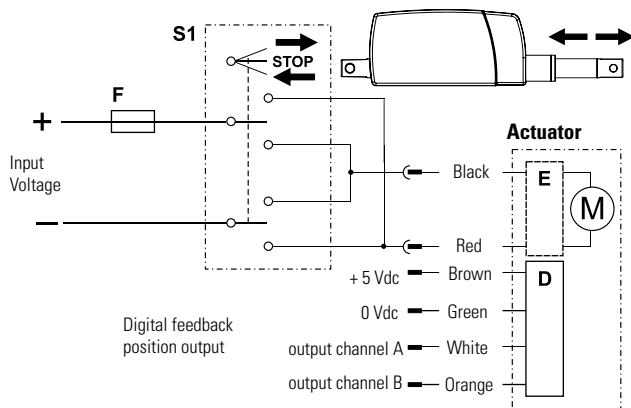 S1
STOP
F
+
Input
Voltage
−
Actuator
Black
E
M
Red
+ 5 Vdc
Brown
D
0 Vdc
Green
Digital feedback
position output
output channel A
White
output channel B
Orange